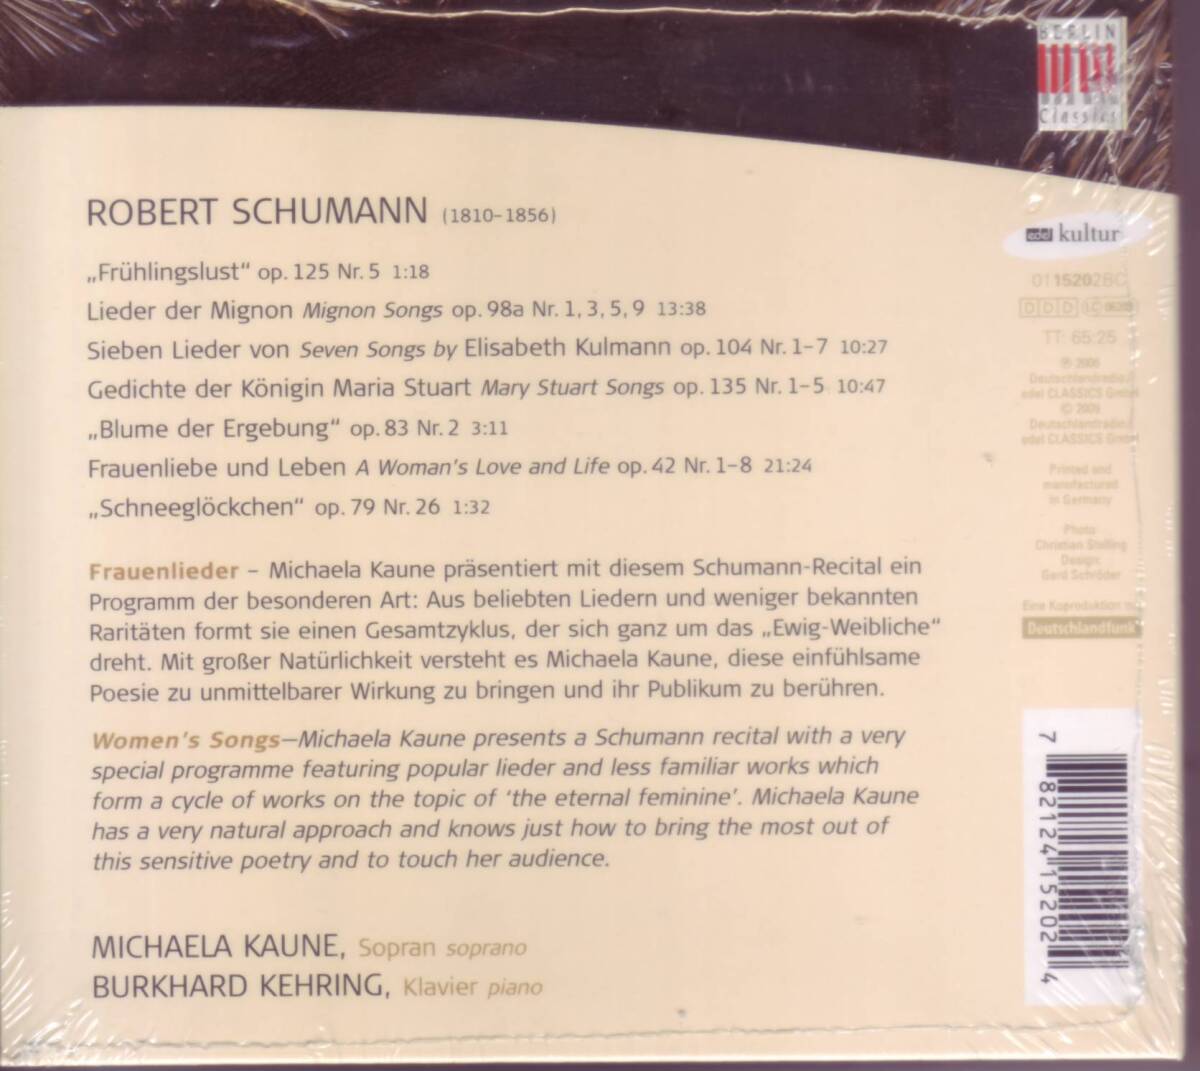 BERLIN
Classics
ROBERT SCHUMANN (1810–1856)
„Frühlingslust“ op. 125 Nr. 5 1:18
Lieder der Mignon Mignon Songs op. 98a Nr. 1, 3, 5, 9 13:38
Sieben Lieder von Seven Songs by Elisabeth Kulmann op. 104 Nr. 1–7 10:27
Gedichte der Königin Maria Stuart Mary Stuart Songs op. 135 Nr. 1–5 10:47
„Blume der Ergebung“ op. 83 Nr. 2 3:11
Frauenliebe und Leben A Woman's Love and Life op. 42 Nr. 1–8 21:24
„Schneeglöckchen“ op. 79 Nr. 26 1:32
Frauenlieder – Michaela Kaune präsentiert mit diesem Schumann-Recital ein
Programm der besonderen Art: Aus beliebten Liedern und weniger bekannten
Raritäten formt sie einen Gesamtzyklus, der sich ganz um das „Ewig-Weibliche“
dreht. Mit großer Natürlichkeit versteht es Michaela Kaune, diese einfühlsame
Poesie zu unmittelbarer Wirkung zu bringen und ihr Publikum zu berühren.
Women's Songs—Michaela Kaune presents a Schumann recital with a very
special programme featuring popular lieder and less familiar works which
form a cycle of works on the topic of ‘the eternal feminine’. Michaela Kaune
has a very natural approach and knows just how to bring the most out of
this sensitive poetry and to touch her audience.
MICHAELA KAUNE, Sopran soprano
BURKHARD KEHRING, Klavier piano
edel kultur
0115202BC
DDD LC
TT: 65:25
Deutschlandradio/
edel CLASSICS GmbH
Deutschlandradio/
edel CLASSICS GmbH
Printed and
manufactured
in Germany
Photo:
Christian Stelling
Design:
Gerd Schröder
Eine Koproduktion
Deutschlandfunk
7 82124 15202 4